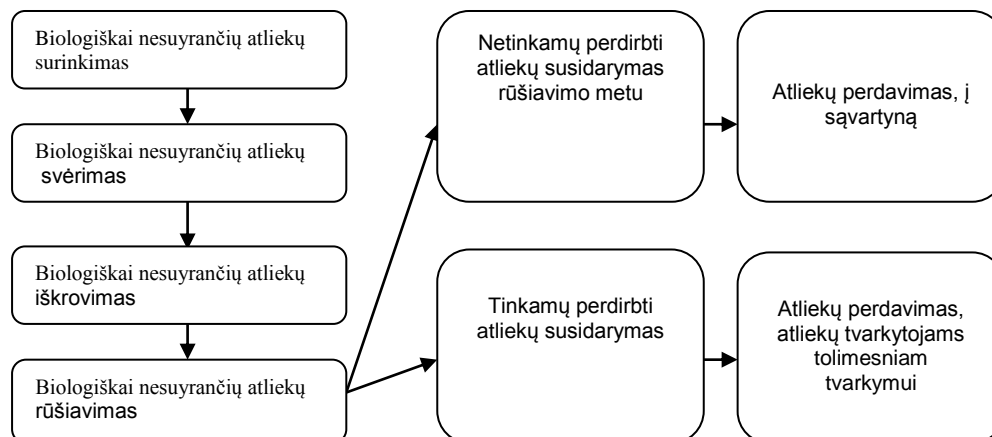 Biologiškai nesuyrančių atliekų
surinkimas
Biologiškai nesuyrančių atliekų
svėrimas
Biologiškai nesuyrančių atliekų
iškrovimas
Biologiškai nesuyrančių atliekų
rūšiavimas
Netinkamų perdirbti
atliekų susidarymas
rūšiavimo metu
Atliekų perdavimas, į
sąvartyną
Tinkamų perdirbti
atliekų susidarymas
Atliekų perdavimas,
atliekų tvarkytojams
tolimesniam
tvarkymui